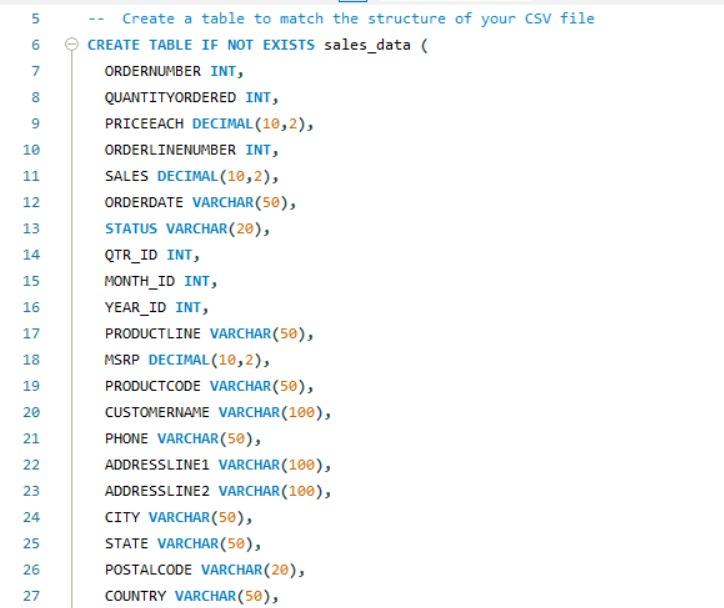 5 -- Create a table to match the structure of your CSV file
6 CREATE TABLE IF NOT EXISTS sales_data (
7 ORDERNUMBER INT,
8 QUANTITYORDERED INT,
9 PRICEEACH DECIMAL(10,2),
10 ORDERLINENUMBER INT,
11 SALES DECIMAL(10,2),
12 ORDERDATE VARCHAR(50),
13 STATUS VARCHAR(20),
14 QTR_ID INT,
15 MONTH_ID INT,
16 YEAR_ID INT,
17 PRODUCTLINE VARCHAR(50),
18 MSRP DECIMAL(10,2),
19 PRODUCTCODE VARCHAR(50),
20 CUSTOMERNAME VARCHAR(100),
21 PHONE VARCHAR(50),
22 ADDRESSLINE1 VARCHAR(100),
23 ADDRESSLINE2 VARCHAR(100),
24 CITY VARCHAR(50),
25 STATE VARCHAR(50),
26 POSTALCODE VARCHAR(20),
27 COUNTRY VARCHAR(50),